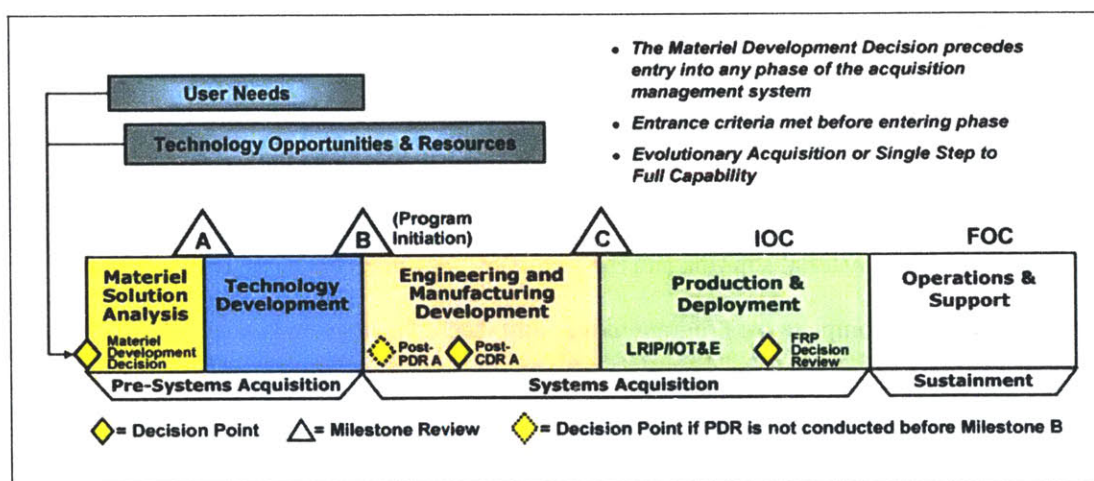 User Needs
Technology Opportunities & Resources
• The Materiel Development Decision precedes
entry into any phase of the acquisition
management system
• Entrance criteria met before entering phase
• Evolutionary Acquisition or Single Step to
Full Capability
A
B
(Program
Initiation)
C
IOC
FOC
Materiel
Solution
Analysis
Technology
Development
Engineering and
Manufacturing
Development
Production &
Deployment
Operations &
Support
Materiel
Development
Decision
Post-
PDR A
Post-
CDR A
LRIP/IOT&E
FRP
Decision
Review
Pre-Systems Acquisition
Systems Acquisition
Sustainment
= Decision Point
= Milestone Review
= Decision Point if PDR is not conducted before Milestone B